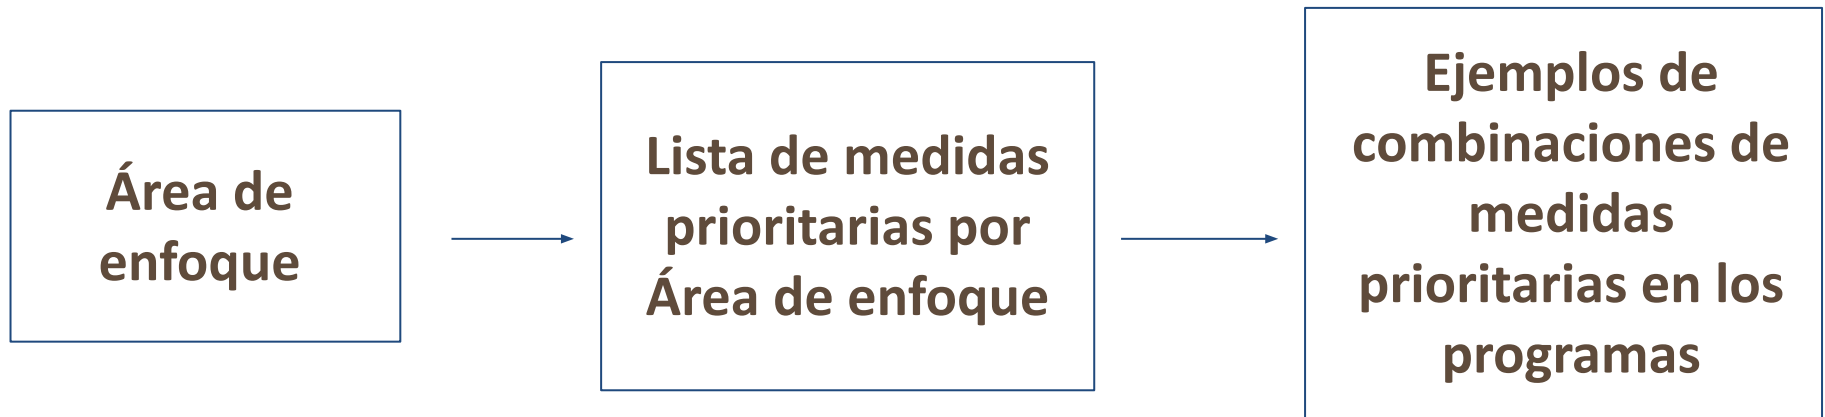 Área de
enfoque
Lista de medidas
prioritarias por
Área de enfoque
Ejemplos de
combinaciones de
medidas
prioritarias en los
programas